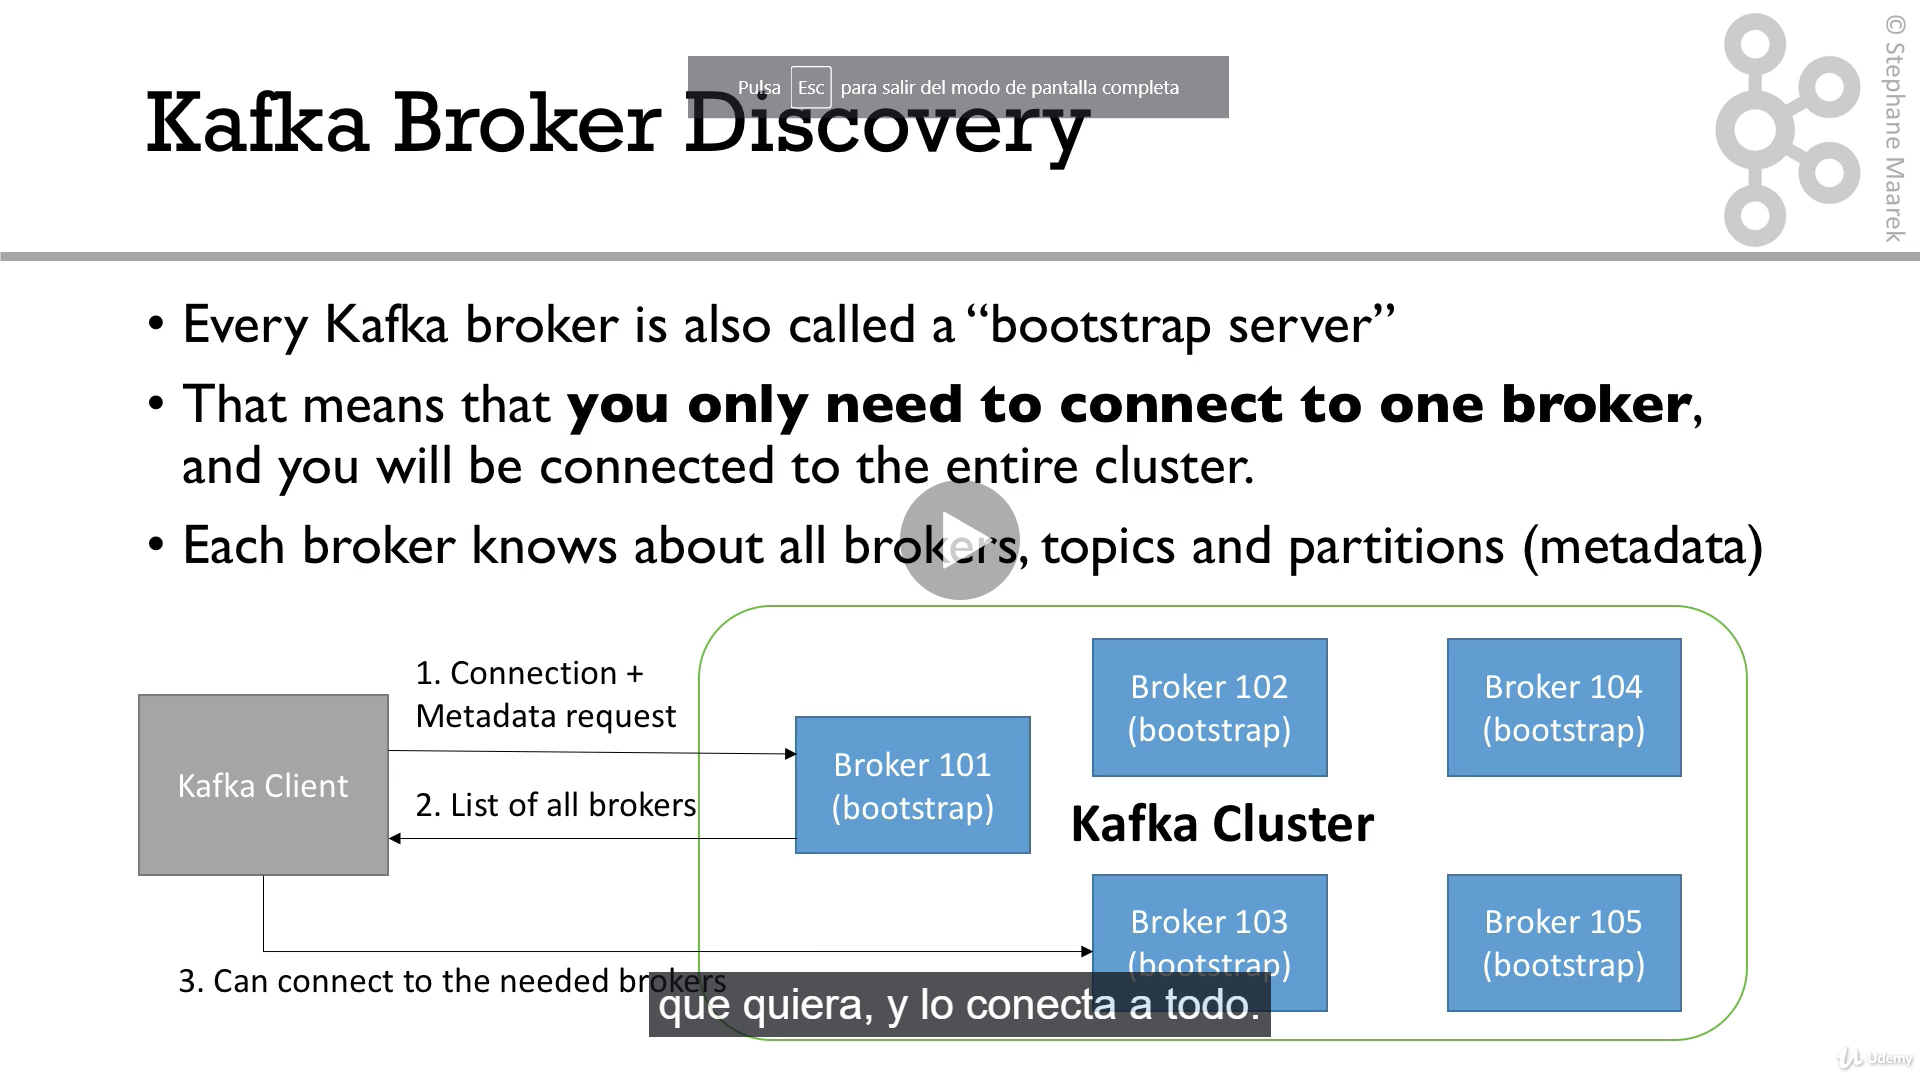 Pulsa Esc para salir del modo de pantalla completa
Kafka Broker Discovery
© Stephane Maarek
• Every Kafka broker is also called a “bootstrap server”
• That means that you only need to connect to one broker,
and you will be connected to the entire cluster.
• Each broker knows about all brokers, topics and partitions (metadata)
1. Connection +
Metadata request
Kafka Client
2. List of all brokers
3. Can connect to the needed brokers
Broker 101
(bootstrap)
Broker 102
(bootstrap)
Broker 104
(bootstrap)
Kafka Cluster
Broker 103
(bootstrap)
Broker 105
(bootstrap)
que quiera, y lo conecta a todo.
Udemy